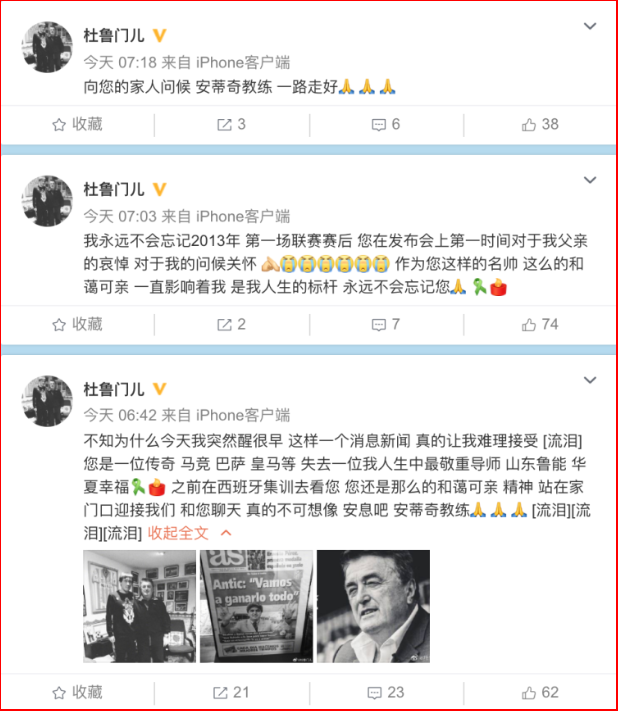 杜鲁门儿
今天 07:18 来自 iPhone客户端
向您的家人问候 安蒂奇教练 一路走好🙏🙏🙏
收藏 3 6 38
杜鲁门儿
今天 07:03 来自 iPhone客户端
我永远不会忘记2013年 第一场联赛赛后 您在发布会上第一时间对于我父亲
的哀悼 对于我的问候关怀 😭😭😭😭😭😭 作为您这样的名帅 这么的和
蔼可亲 一直影响着我 是我人生的标杆 永远不会忘记您🙏
收藏 2 7 74
杜鲁门儿
今天 06:42 来自 iPhone客户端
不知为什么今天我突然醒很早 这样一个消息新闻 真的让我难理接受 [流泪]
您是一位传奇 马竞 巴萨 皇马等 失去一位我人生中最敬重导师 山东鲁能 华
夏幸福 之前在西班牙集训去看您 您还是那么的和蔼可亲 精神 站在家
门口迎接我们 和您聊天 真的不可想像 安息吧 安蒂奇教练🙏🙏🙏 [流泪][流
泪][流泪] 收起全文
as
Antic: “Vamos
a ganarlo todo”
收藏 21 23 62